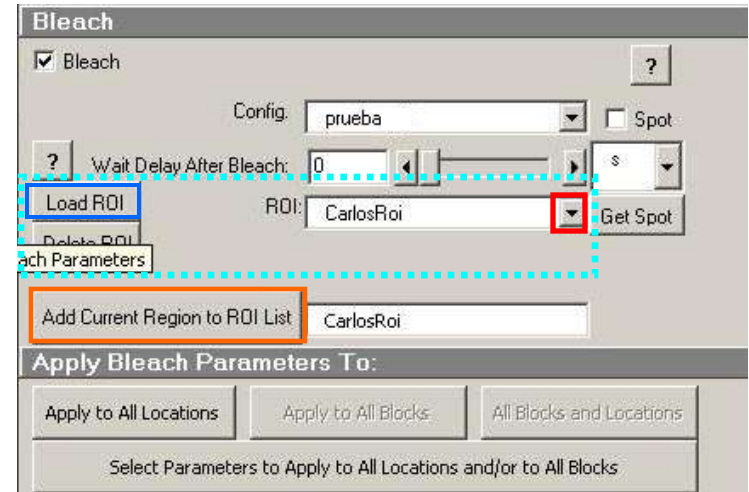 Bleach
Bleach
?
Config. prueba Spot
? Wait Delay After Bleach: 0 s
Load ROI ROI: CarlosRoi Get Spot
Delete ROI
ach Parameters
Add Current Region to ROI List CarlosRoi
Apply Bleach Parameters To:
Apply to All Locations Apply to All Blocks All Blocks and Locations
Select Parameters to Apply to All Locations and/or to All Blocks